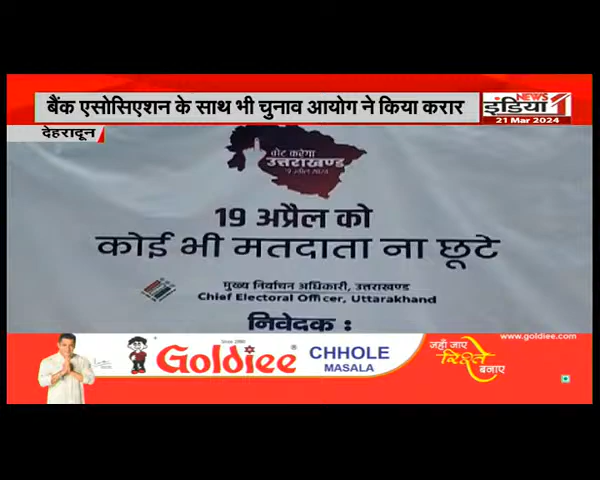 बैंक एसोसिएशन के साथ भी चुनाव आयोग ने किया करार
NEWS
इंडिया 1
21 Mar 2024
देहरादून
वोट करेगा
उत्तराखण्ड
19 अप्रैल को
कोई भी मतदाता ना छूटे
मुख्य निर्वाचन अधिकारी, उत्तराखण्ड
Chief Electoral Officer, Uttarakhand
निवेदक :
www.goldiee.com
Since 1980
Goldiee®
CHHOLE
MASALA
जहाँ जाए
रिश्ते
बनाए